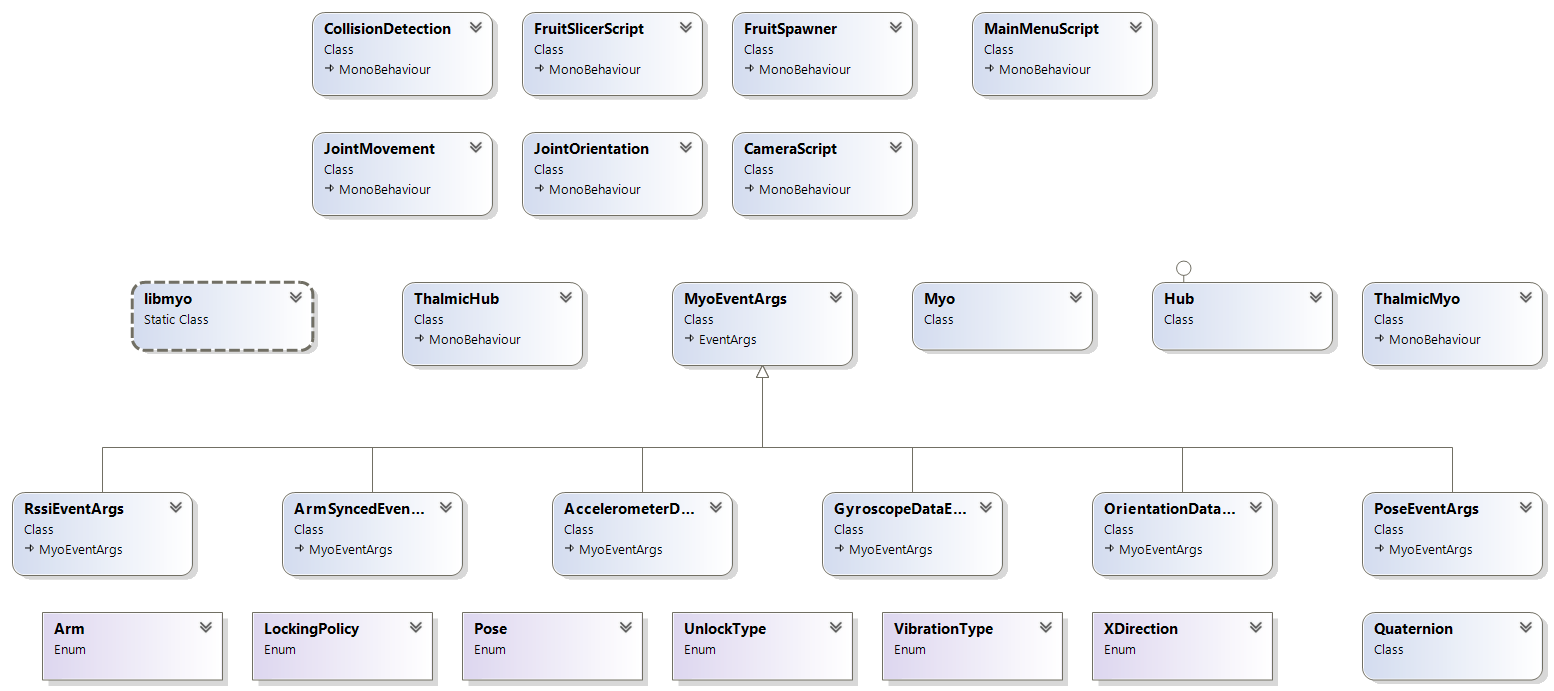 CollisionDetection
Class
MonoBehaviour
FruitSlicerScript
Class
MonoBehaviour
FruitSpawner
Class
MonoBehaviour
MainMenuScript
Class
MonoBehaviour
JointMovement
Class
MonoBehaviour
JointOrientation
Class
MonoBehaviour
CameraScript
Class
MonoBehaviour
libmyo
Static Class
ThalmicHub
Class
MonoBehaviour
MyoEventArgs
Class
EventArgs
Myo
Class
Hub
Class
ThalmicMyo
Class
MonoBehaviour
RssiEventArgs
Class
MyoEventArgs
ArmSyncedEven...
Class
MyoEventArgs
AccelerometerD...
Class
MyoEventArgs
GyroscopeDataE...
Class
MyoEventArgs
OrientationData...
Class
MyoEventArgs
PoseEventArgs
Class
MyoEventArgs
Arm
Enum
LockingPolicy
Enum
Pose
Enum
UnlockType
Enum
VibrationType
Enum
XDirection
Enum
Quaternion
Class